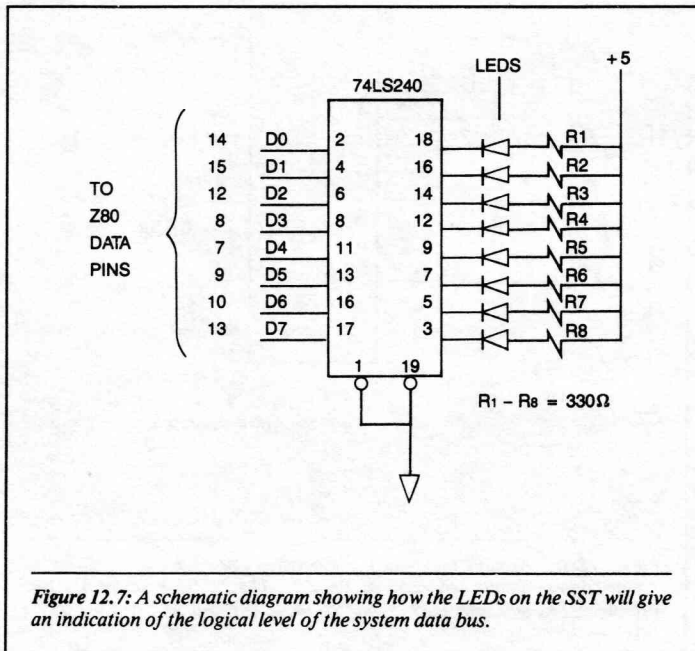 LEDS
+5
74LS240
14 D0 2 18 R1
15 D1 4 16 R2
12 D2 6 14 R3
8 D3 8 12 R4
7 D4 11 9 R5
9 D5 13 7 R6
10 D6 16 5 R7
13 D7 17 3 R8
TO
Z80
DATA
PINS
1 19
R1 – R8 = 330Ω
Figure 12.7: A schematic diagram showing how the LEDs on the SST will give
an indication of the logical level of the system data bus.